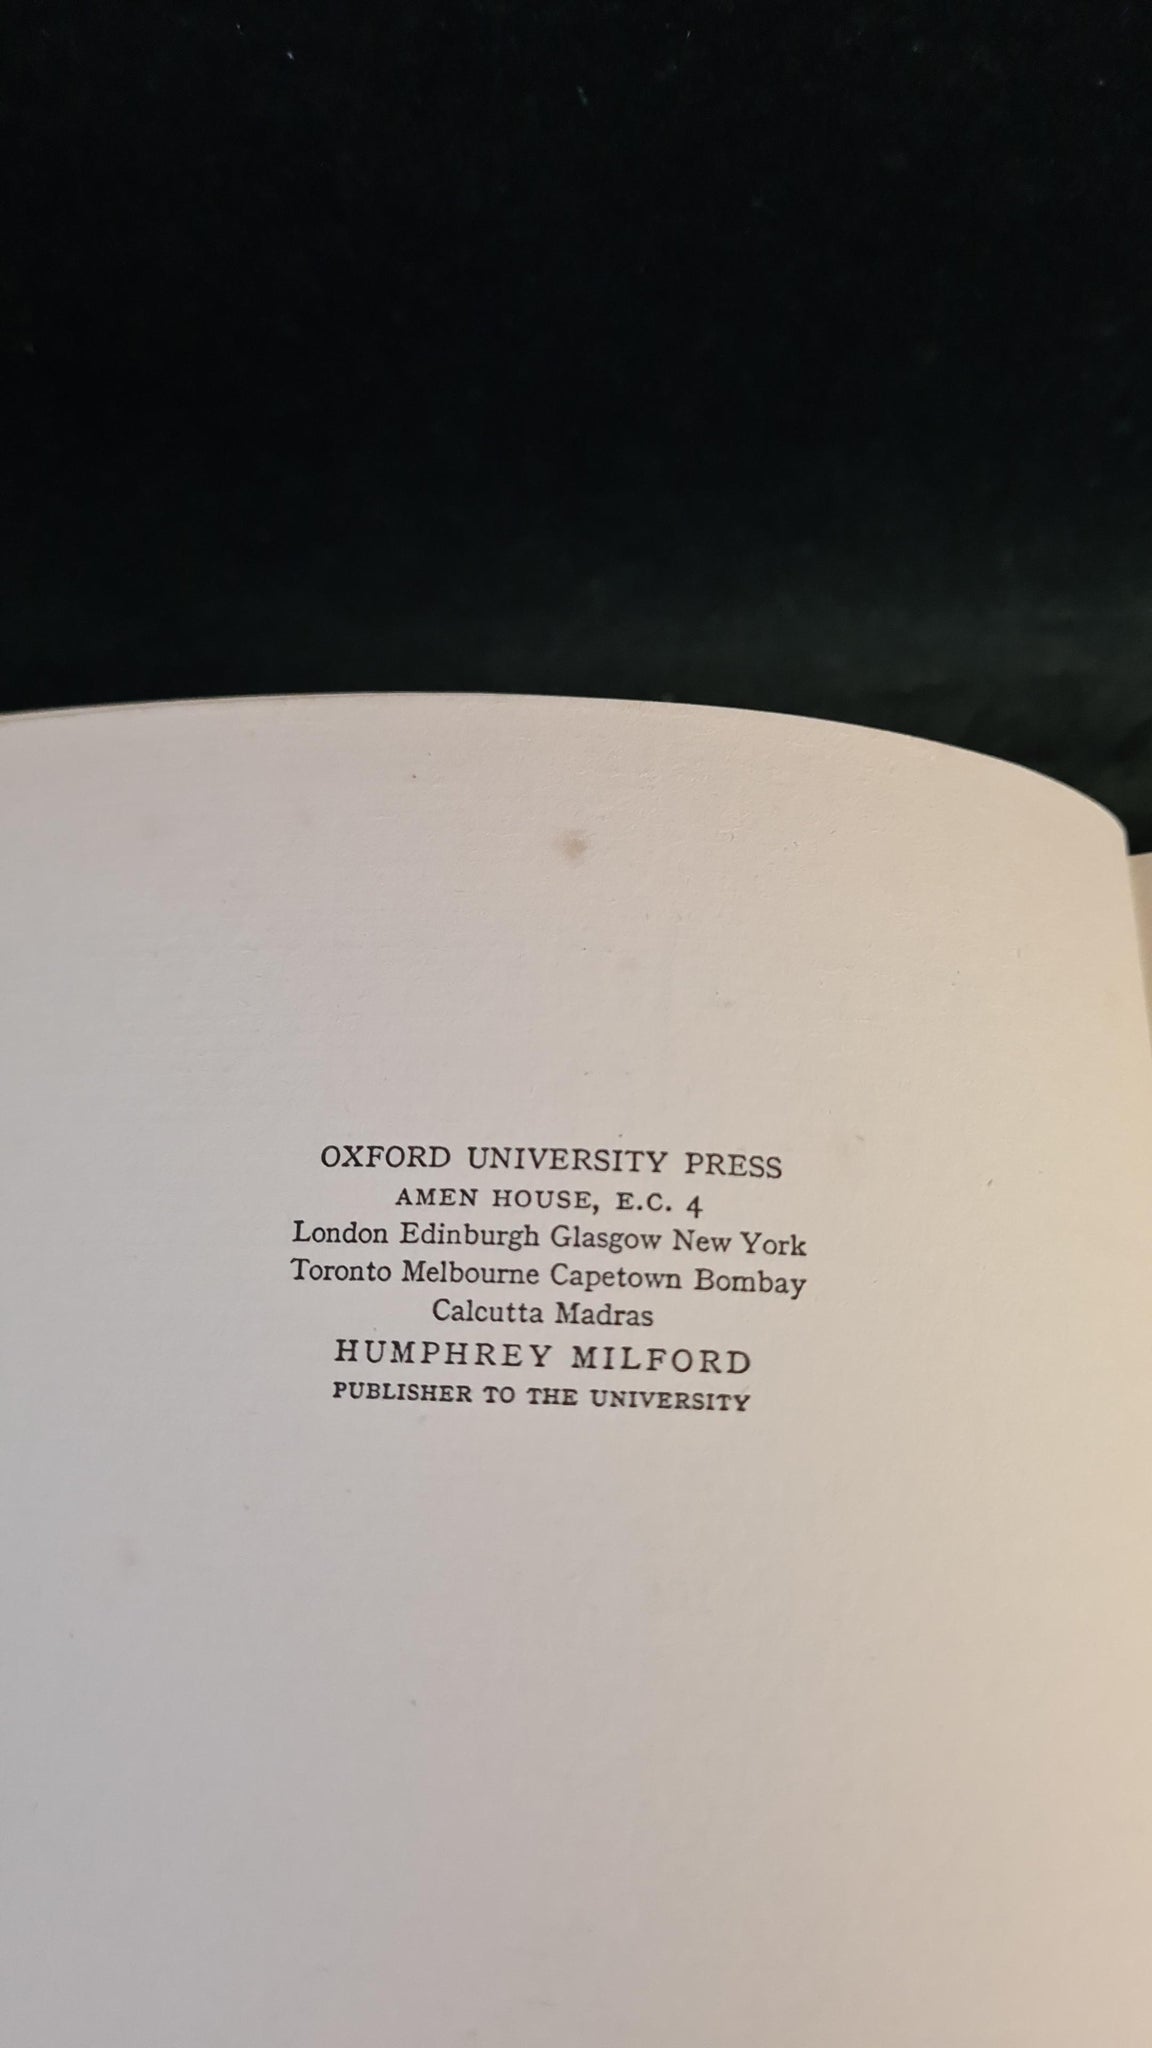 OXFORD UNIVERSITY PRESS
AMEN HOUSE, E.C. 4
London Edinburgh Glasgow New York
Toronto Melbourne Capetown Bombay
Calcutta Madras
HUMPHREY MILFORD
PUBLISHER TO THE UNIVERSITY